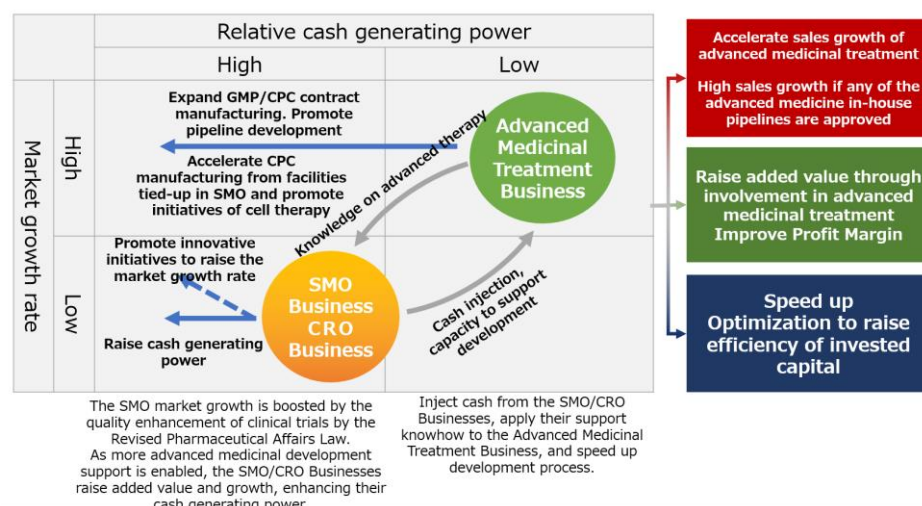 Relative cash generating power
High
Low
Market growth rate
High
Low
Expand GMP/CPC contract
manufacturing. Promote
pipeline development
Accelerate CPC
manufacturing from facilities
tied-up in SMO and promote
initiatives of cell therapy
Knowledge on advanced therapy
Advanced
Medicinal
Treatment
Business
Promote innovative
initiatives to raise the
market growth rate
Raise cash generating
power
SMO
Business
CRO
Business
Cash injection,
capacity to support
development
The SMO market growth is boosted by the
quality enhancement of clinical trials by the
Revised Pharmaceutical Affairs Law.
As more advanced medicinal development
support is enabled, the SMO/CRO Businesses
raise added value and growth, enhancing their
cash generating power
Inject cash from the SMO/CRO
Businesses, apply their support
knowhow to the Advanced Medicinal
Treatment Business, and speed up
development process.
Accelerate sales growth of
advanced medicinal treatment
High sales growth if any of the
advanced medicine in-house
pipelines are approved
Raise added value through
involvement in advanced
medicinal treatment
Improve Profit Margin
Speed up
Optimization to raise
efficiency of invested
capital